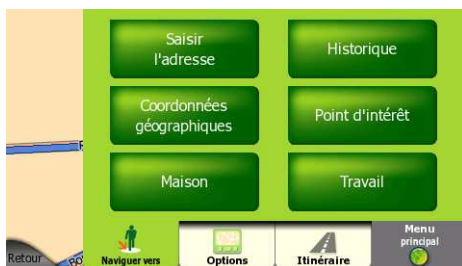 Saisir
l'adresse
Historique
Coordonnées
géographiques
Point d'intérêt
Maison
Travail
Retour
Naviguer vers
Options
Itinéraire
Menu
principal